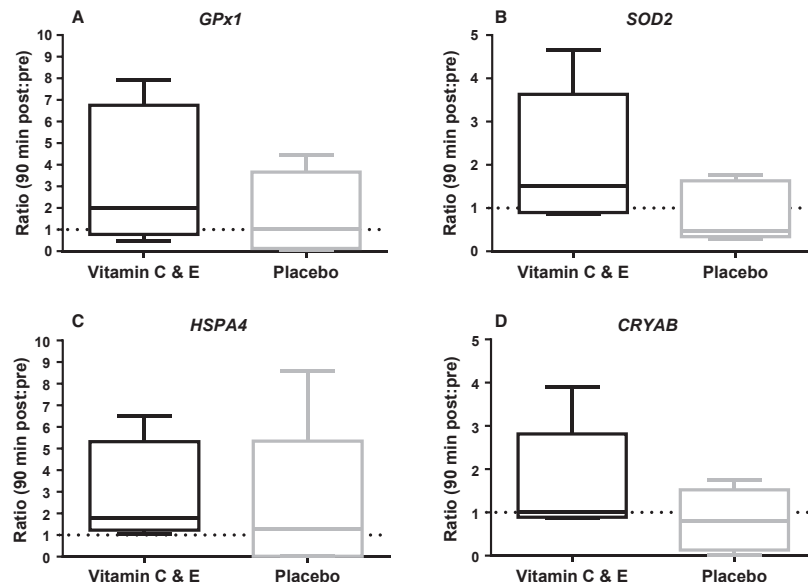 A
GPx1
Ratio (90 min post:pre)
10
9
8
7
6
5
4
3
2
1
0
Vitamin C & E
Placebo
B
SOD2
Ratio (90 min post:pre)
5
4
3
2
1
0
Vitamin C & E
Placebo
C
HSPA4
Ratio (90 min post:pre)
10
9
8
7
6
5
4
3
2
1
0
Vitamin C & E
Placebo
D
CRYAB
Ratio (90 min post:pre)
5
4
3
2
1
0
Vitamin C & E
Placebo